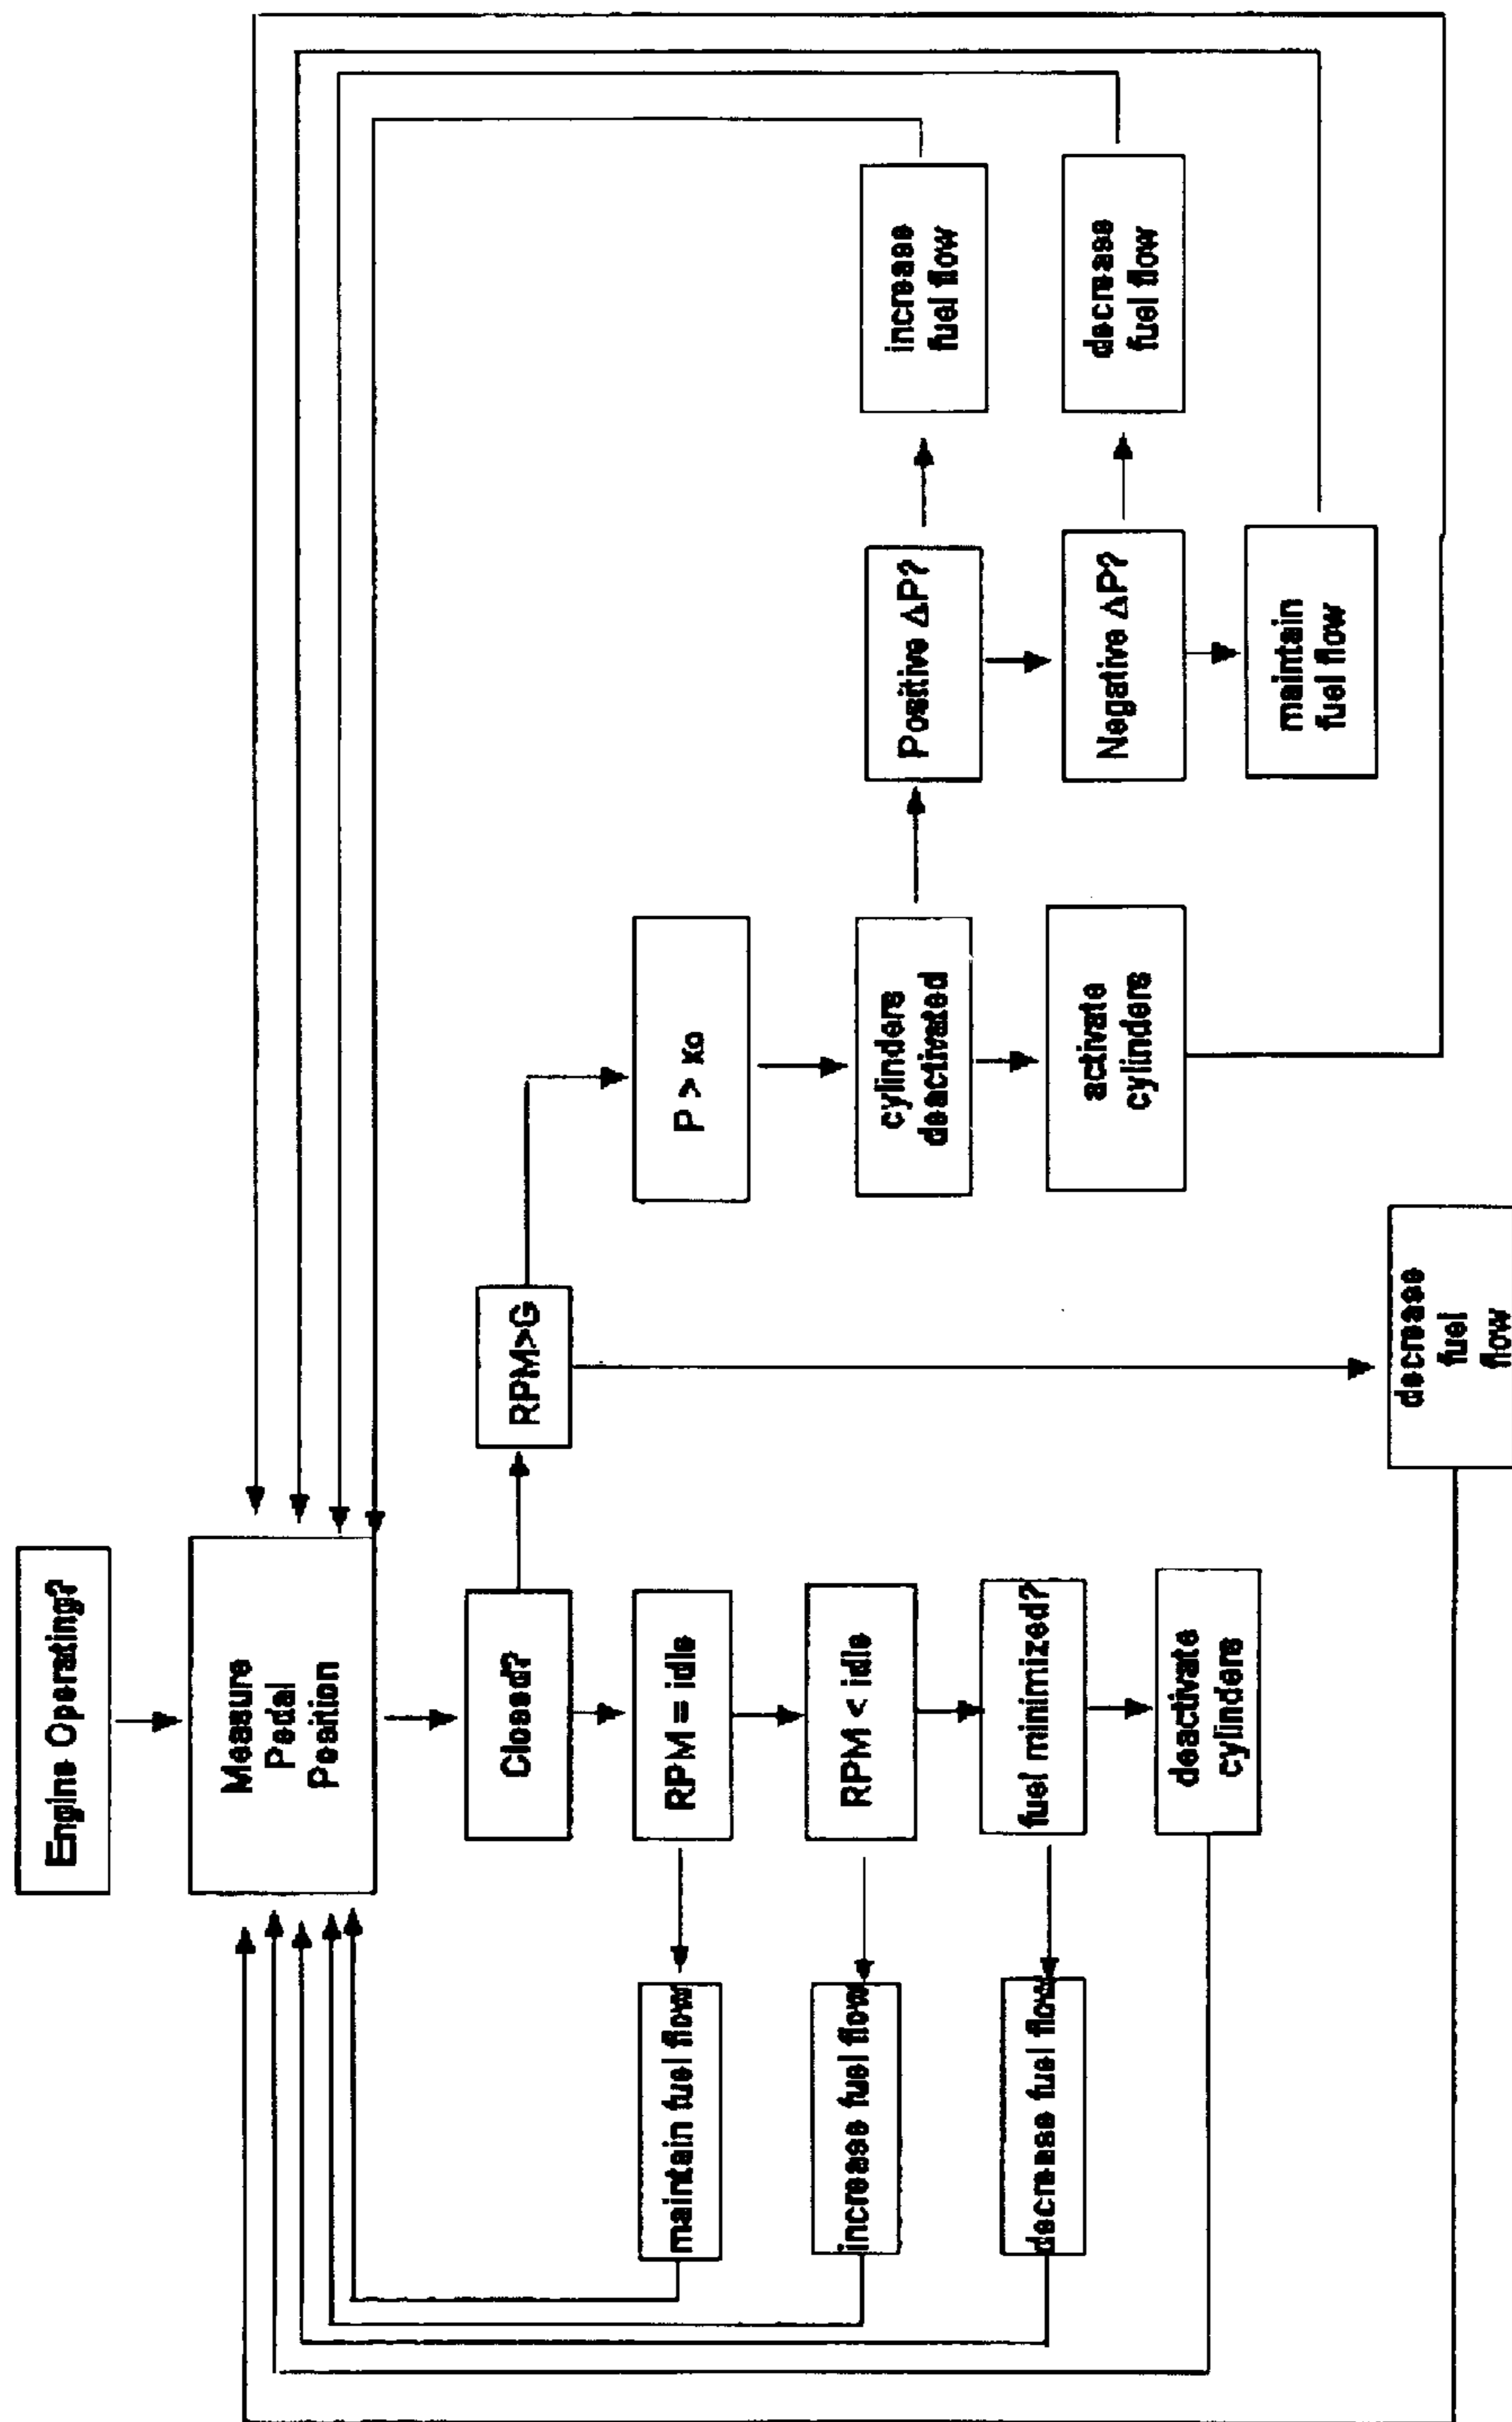 Engine Operating?
Measure
Pedal
Position
Closed?
RPM>G
RPM = idle
P > xo
maintain fuel flow
RPM < idle
cylinders
deactivated
Positive ΔP?
increase
fuel flow
increase fuel flow
fuel minimized?
activate
cylinders
Negative ΔP?
decrease
fuel flow
decrease fuel flow
deactivate
cylinders
maintain
fuel flow
decrease
fuel
flow